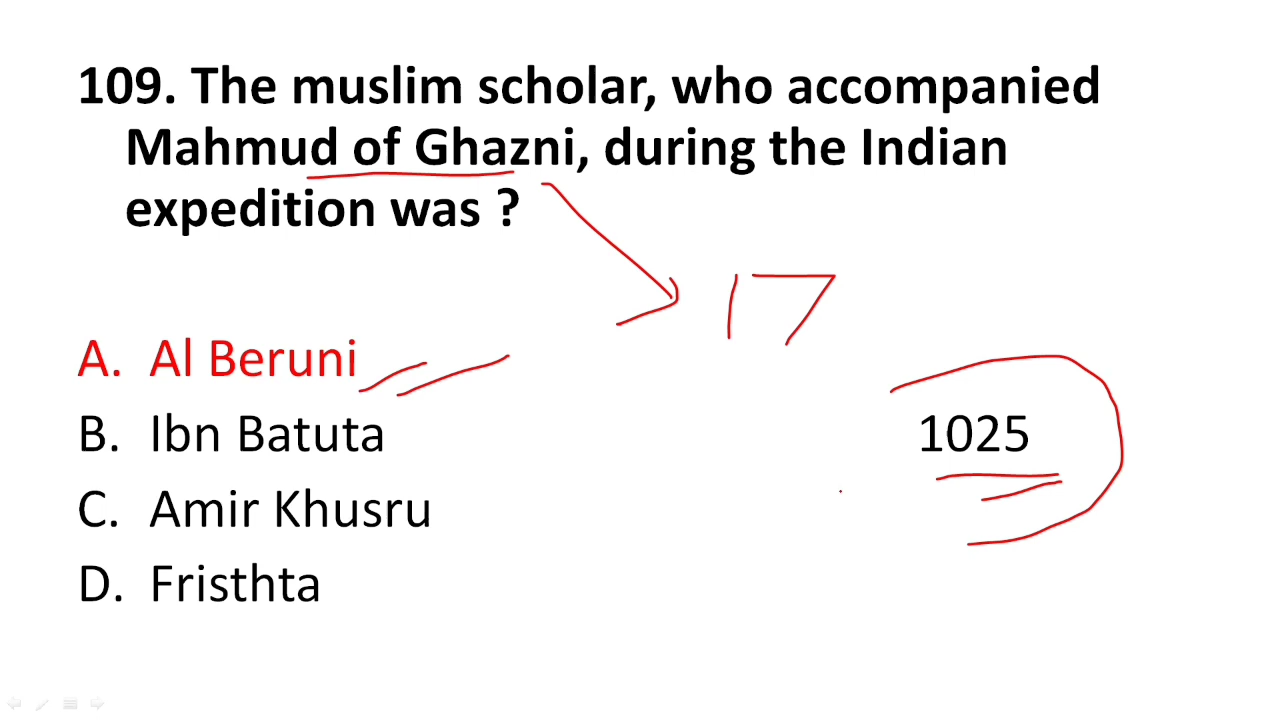 109. The muslim scholar, who accompanied
Mahmud of Ghazni, during the Indian
expedition was ?
17
A. Al Beruni
B. Ibn Batuta
1025
C. Amir Khusru
D. Fristhta